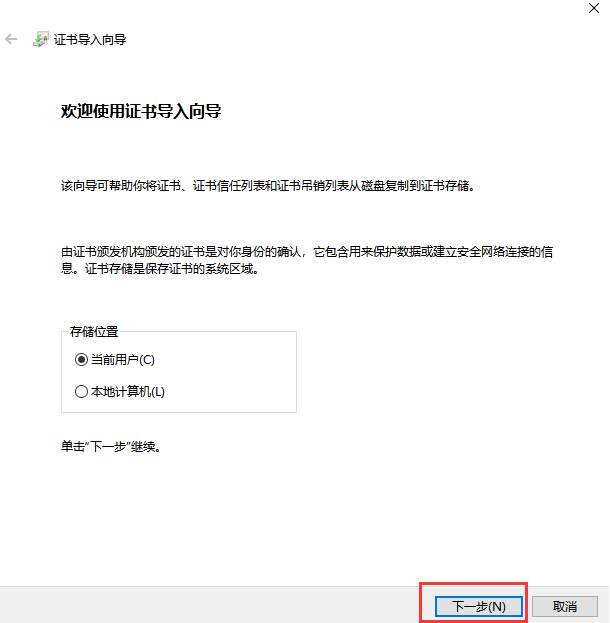 证书导入向导
欢迎使用证书导入向导
该向导可帮助你将证书、证书信任列表和证书吊销列表从磁盘复制到证书存储。
由证书颁发机构颁发的证书是对你身份的确认，它包含用来保护数据或建立安全网络连接的信
息。证书存储是保存证书的系统区域。
存储位置
当前用户(C)
本地计算机(L)
单击“下一步”继续。
下一步(N)
取消